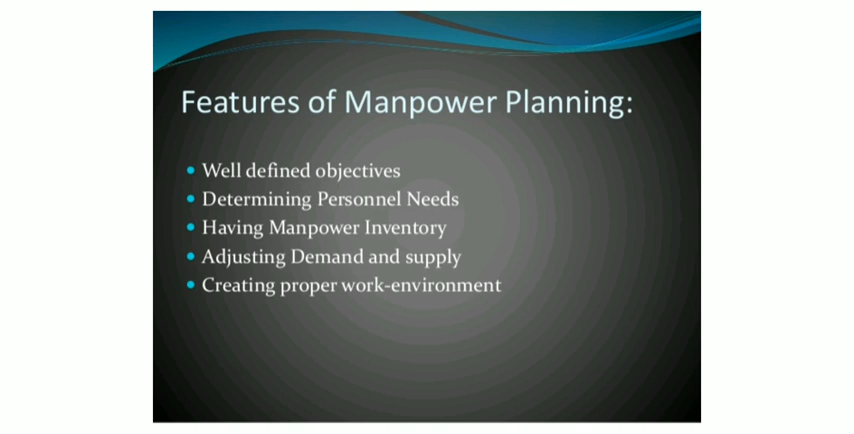 Features of Manpower Planning:
Well defined objectives
Determining Personnel Needs
Having Manpower Inventory
Adjusting Demand and supply
Creating proper work-environment